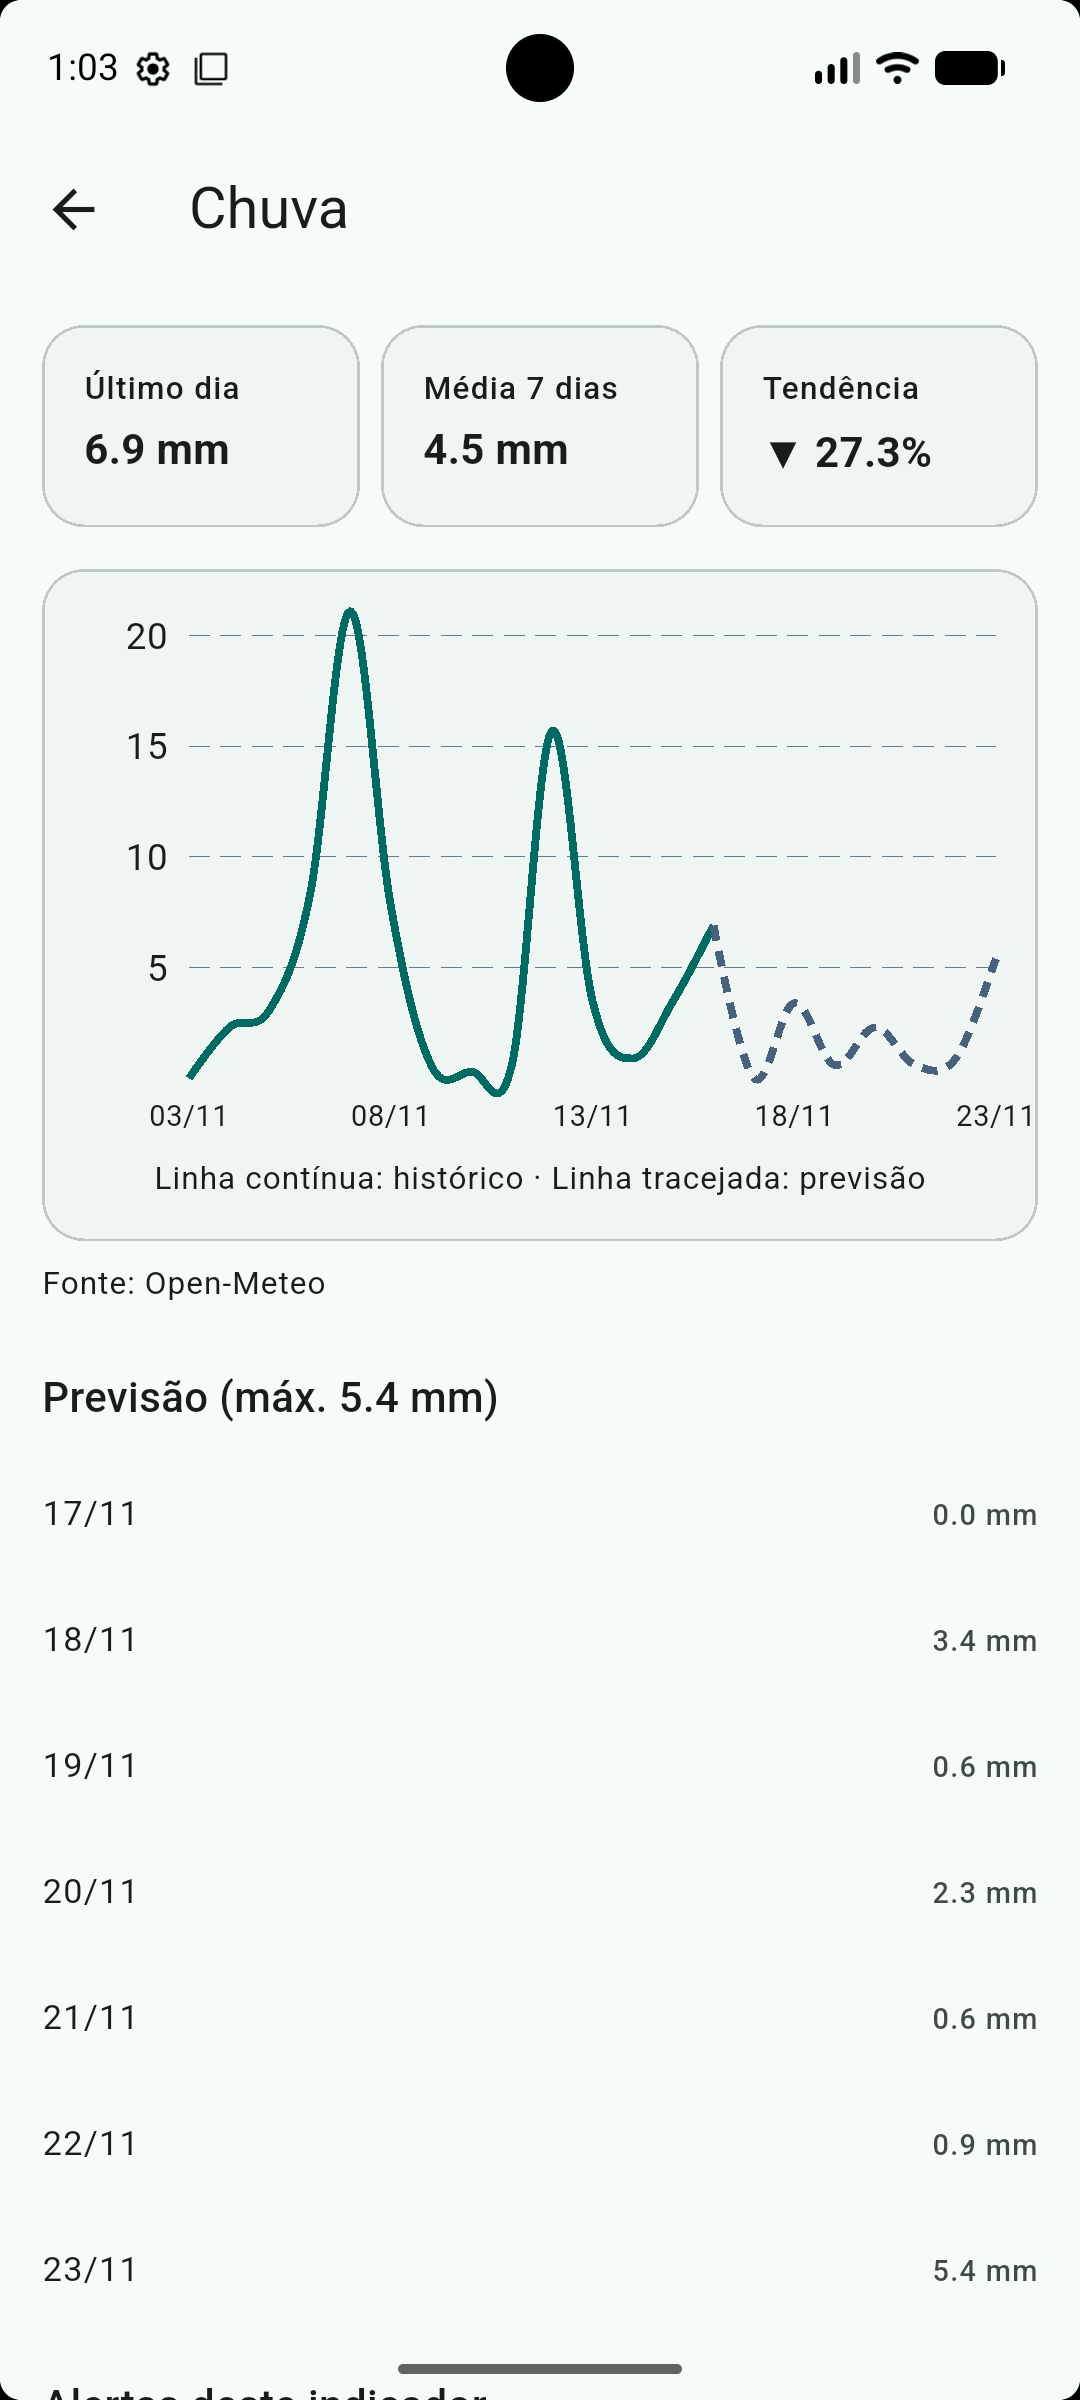 1:03
Chuva
Último dia
6.9 mm
Média 7 dias
4.5 mm
Tendência
▼ 27.3%
20
15
10
5
03/11 08/11 13/11 18/11 23/11
Linha contínua: histórico · Linha tracejada: previsão
Fonte: Open-Meteo
Previsão (máx. 5.4 mm)
17/11 0.0 mm
18/11 3.4 mm
19/11 0.6 mm
20/11 2.3 mm
21/11 0.6 mm
22/11 0.9 mm
23/11 5.4 mm
Alertas deste indicador